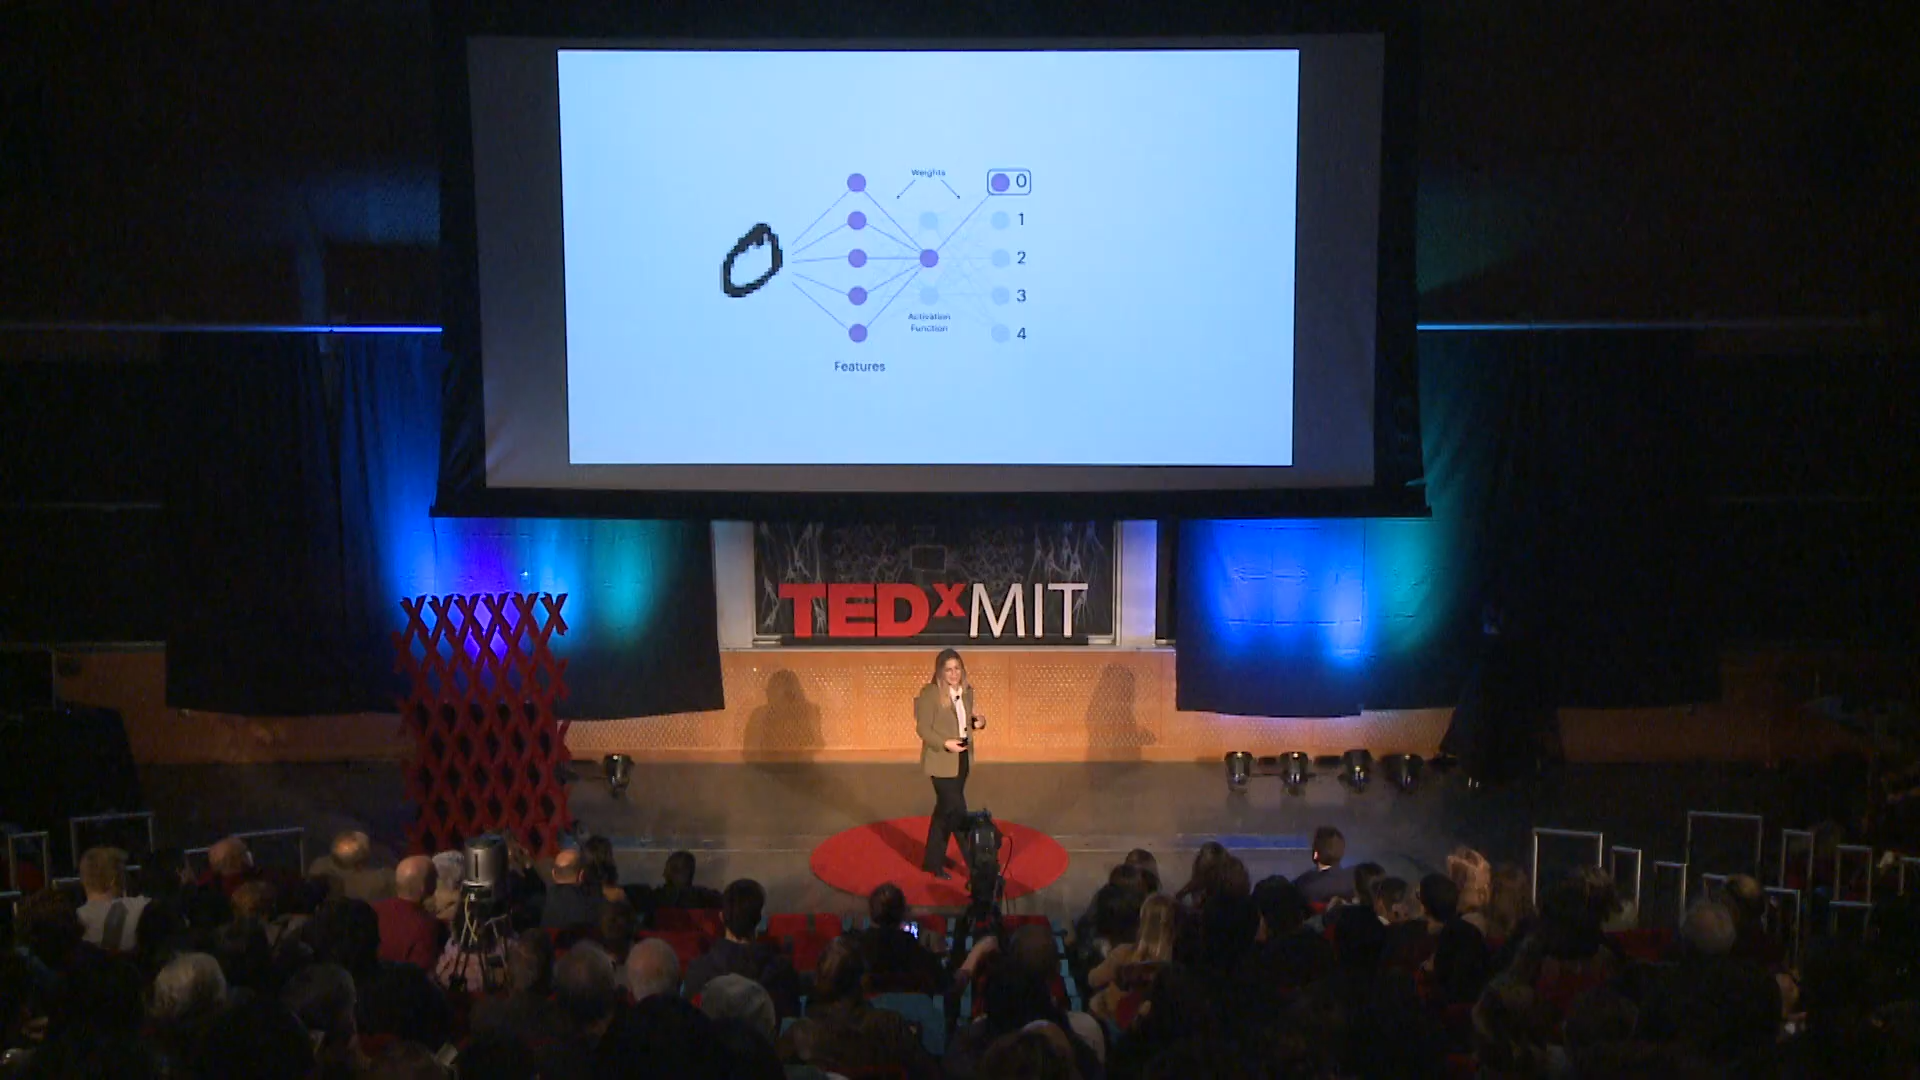 Weights
0
1
2
3
4
Activation
Function
Features
TEDxMIT